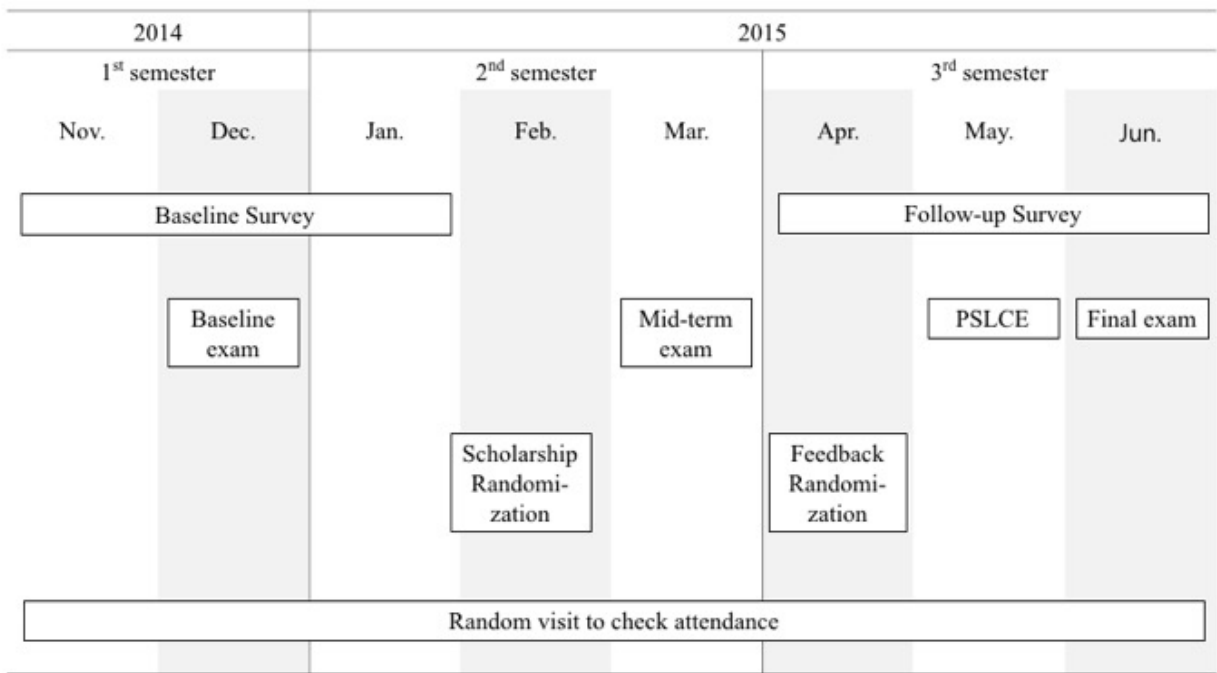 2014 2015
1st semester 2nd semester 3rd semester
Nov. Dec. Jan. Feb. Mar. Apr. May. Jun.
Baseline Survey Follow-up Survey
Baseline
exam
Mid-term
exam
PSLCE
Final exam
Scholarship
Randomi-
zation
Feedback
Randomi-
zation
Random visit to check attendance